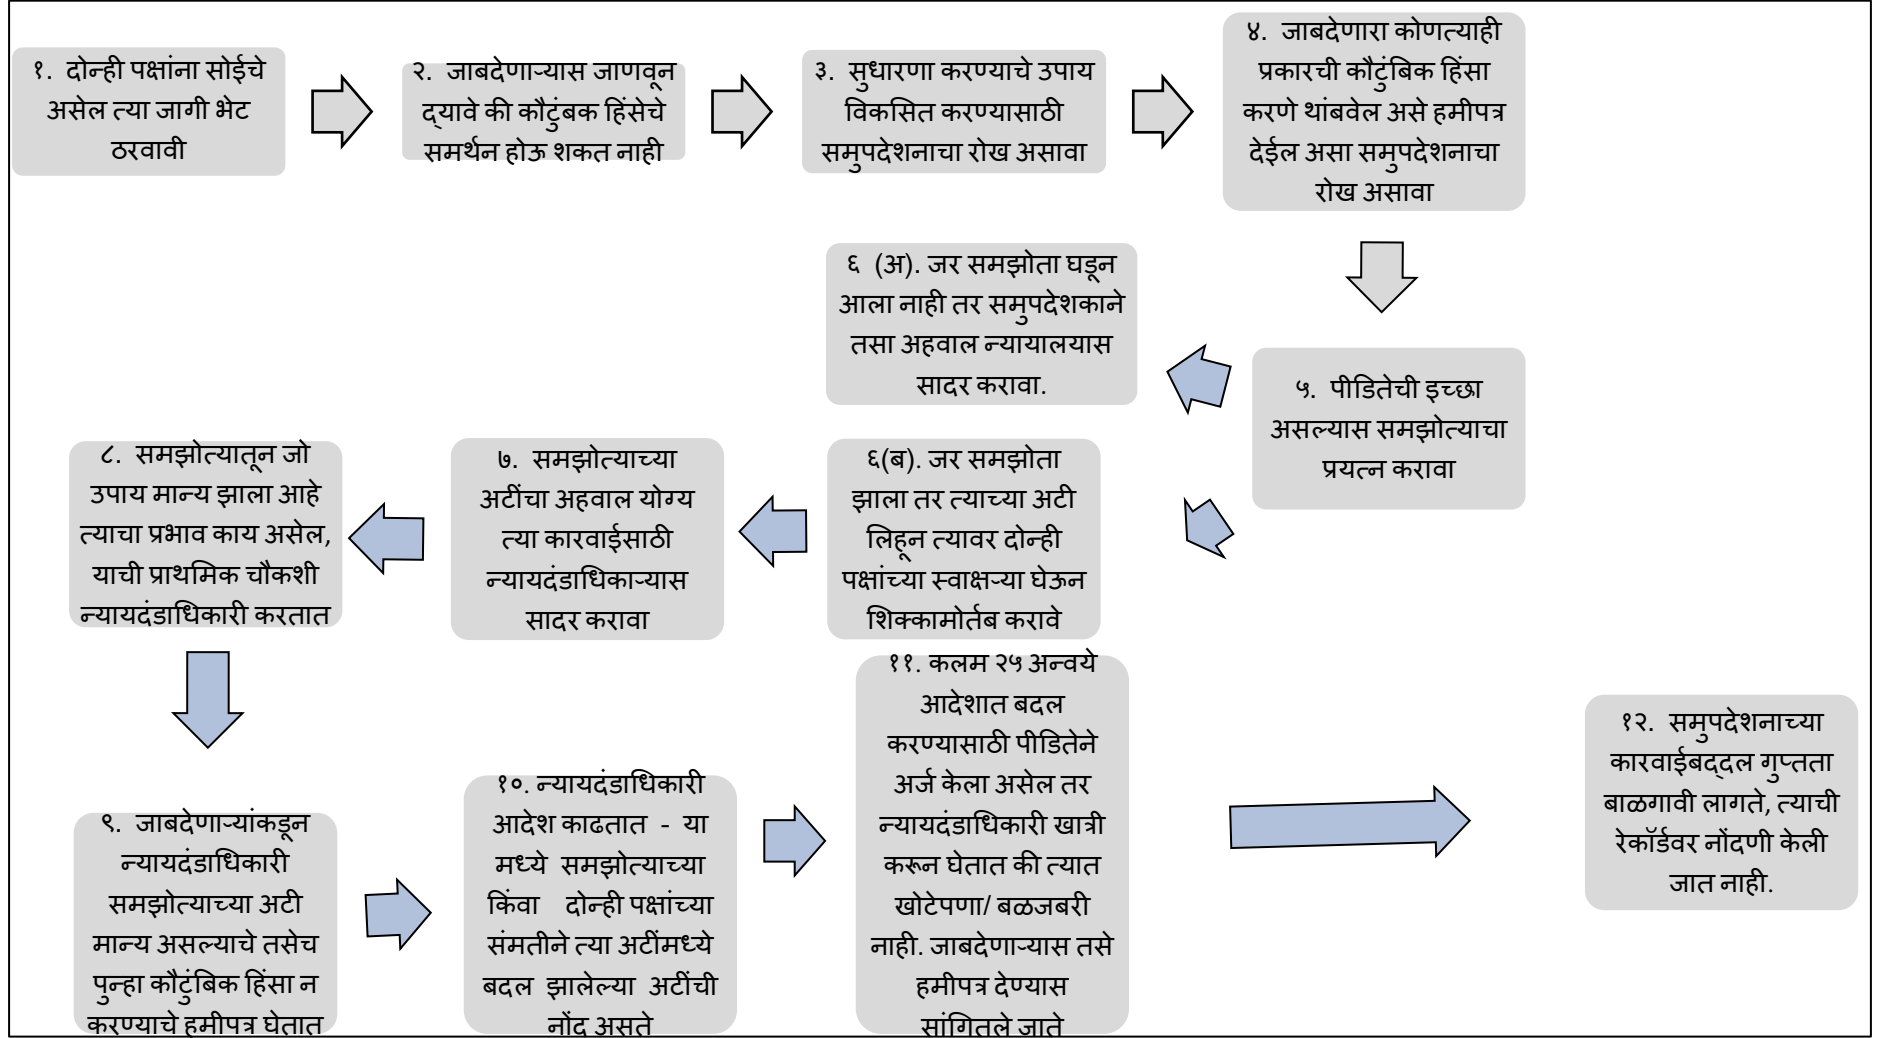 १. दोन्ही पक्षांना सोईचे
असेल त्या जागी भेट
ठरवावी
२. जाबदेणाऱ्यास जाणवून
द्यावे की कौटुंबक हिंसेचे
समर्थन होऊ शकत नाही
३. सुधारणा करण्याचे उपाय
विकसित करण्यासाठी
समुपदेशनाचा रोख असावा
४. जाबदेणारा कोणत्याही
प्रकारची कौटुंबिक हिंसा
करणे थांबवेल असे हमीपत्र
देईल असा समुपदेशनाचा
रोख असावा
५. पीडितेची इच्छा
असल्यास समझोत्याचा
प्रयत्न करावा
६ (अ). जर समझोता घडून
आला नाही तर समुपदेशकाने
तसा अहवाल न्यायालयास
सादर करावा.
६(ब). जर समझोता
झाला तर त्याच्या अटी
लिहून त्यावर दोन्ही
पक्षांच्या स्वाक्षऱ्या घेऊन
शिक्कामोर्तब करावे
७. समझोत्याच्या
अटींचा अहवाल योग्य
त्या कारवाईसाठी
न्यायदंडाधिकाऱ्यास
सादर करावा
८. समझोत्यातून जो
उपाय मान्य झाला आहे
त्याचा प्रभाव काय असेल,
याची प्राथमिक चौकशी
न्यायदंडाधिकारी करतात
९. जाबदेणाऱ्यांकडून
न्यायदंडाधिकारी
समझोत्याच्या अटी
मान्य असल्याचे तसेच
पुन्हा कौटुंबिक हिंसा न
करण्याचे हमीपत्र घेतात
१०. न्यायदंडाधिकारी
आदेश काढतात - या
मध्ये समझोत्याच्या
किंवा दोन्ही पक्षांच्या
संमतीने त्या अटींमध्ये
बदल झालेल्या अटींची
नोंद असते
११. कलम २५ अन्वये
आदेशात बदल
करण्यासाठी पीडितेने
अर्ज केला असेल तर
न्यायदंडाधिकारी खात्री
करून घेतात की त्यात
खोटेपणा/ बळजबरी
नाही. जाबदेणाऱ्यास तसे
हमीपत्र देण्यास
सांगितले जाते
१२. समुपदेशनाच्या
कारवाईबद्दल गुप्तता
बाळगावी लागते, त्याची
रेकॉर्डवर नोंदणी केली
जात नाही.